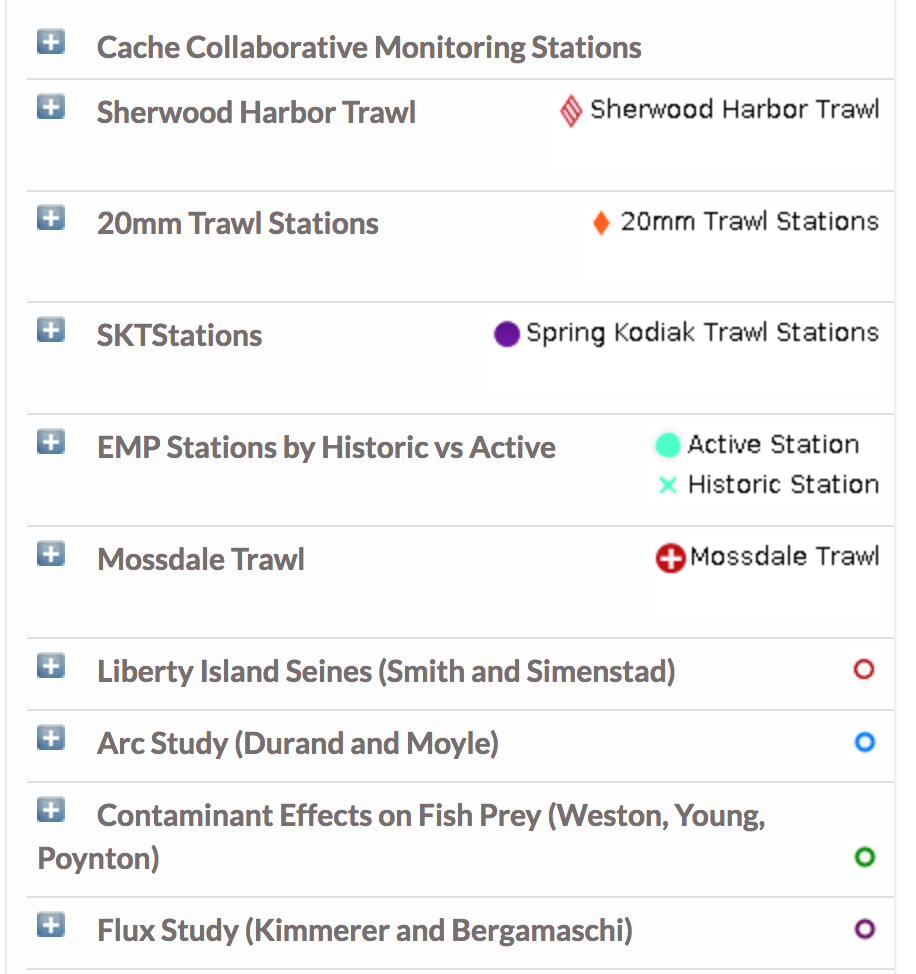 Cache Collaborative Monitoring Stations
Sherwood Harbor Trawl
Sherwood Harbor Trawl
20mm Trawl Stations
20mm Trawl Stations
SKTStations
Spring Kodiak Trawl Stations
EMP Stations by Historic vs Active
Active Station
Historic Station
Mossdale Trawl
Mossdale Trawl
Liberty Island Seines (Smith and Simenstad)
Arc Study (Durand and Moyle)
Contaminant Effects on Fish Prey (Weston, Young,
Poynton)
Flux Study (Kimmerer and Bergamaschi)